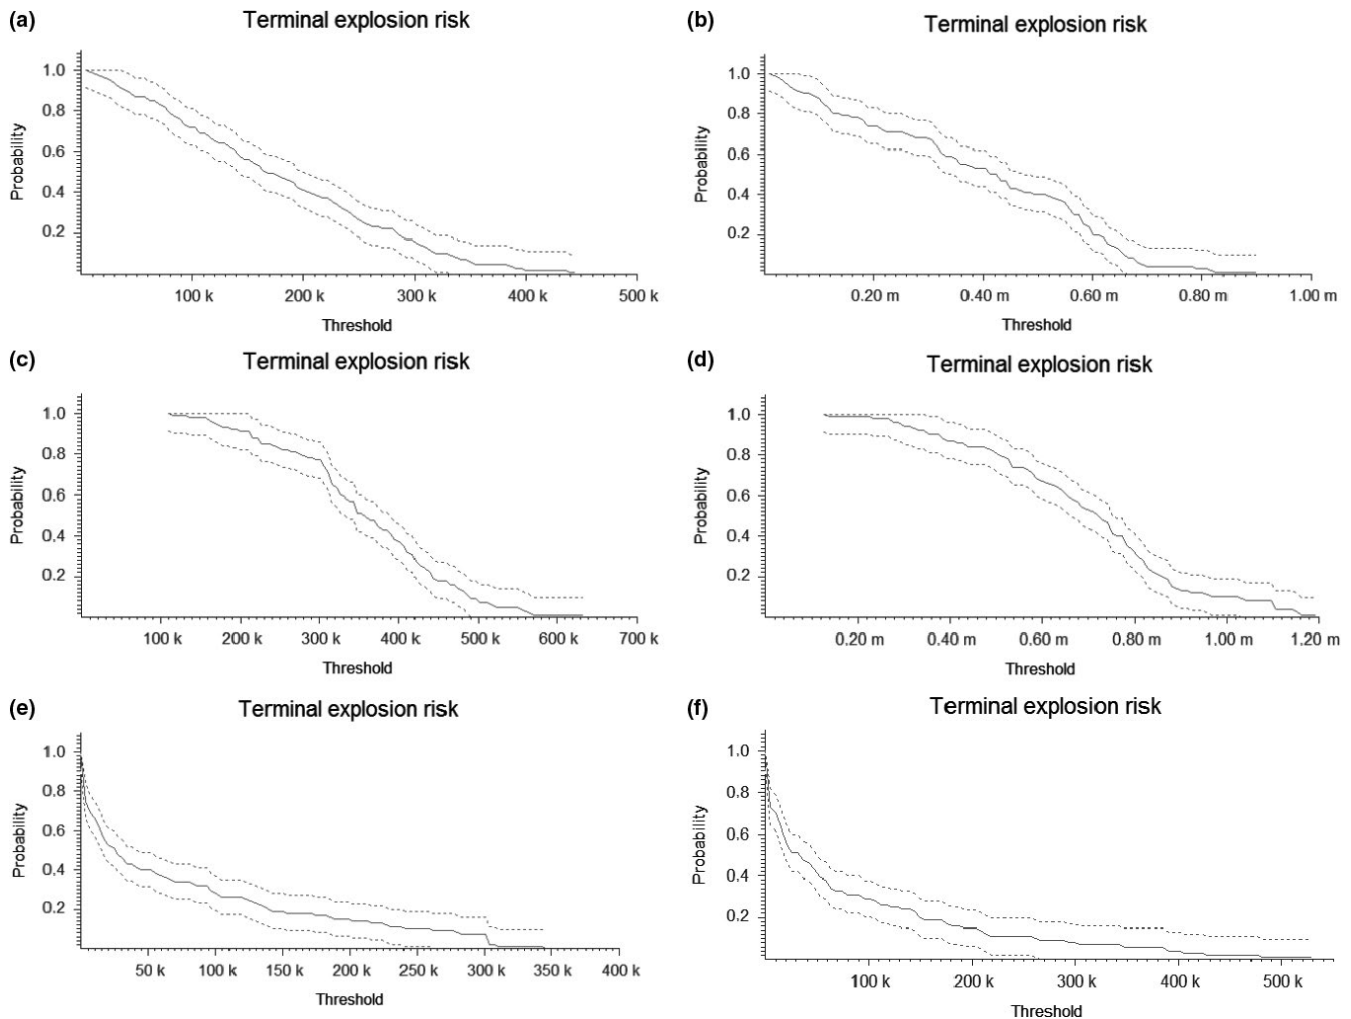 (a)
Terminal explosion risk
1.0
0.8
0.6
0.4
0.2
Probability
100 k 200 k 300 k 400 k 500 k
Threshold
(b)
Terminal explosion risk
1.0
0.8
0.6
0.4
0.2
Probability
0.20 m 0.40 m 0.60 m 0.80 m 1.00 m
Threshold
(c)
Terminal explosion risk
1.0
0.8
0.6
0.4
0.2
Probability
100 k 200 k 300 k 400 k 500 k 600 k 700 k
Threshold
(d)
Terminal explosion risk
1.0
0.8
0.6
0.4
0.2
Probability
0.20 m 0.40 m 0.60 m 0.80 m 1.00 m 1.20 m
Threshold
(e)
Terminal explosion risk
1.0
0.8
0.6
0.4
0.2
Probability
50 k 100 k 150 k 200 k 250 k 300 k 350 k 400 k
Threshold
(f)
Terminal explosion risk
1.0
0.8
0.6
0.4
0.2
Probability
100 k 200 k 300 k 400 k 500 k
Threshold